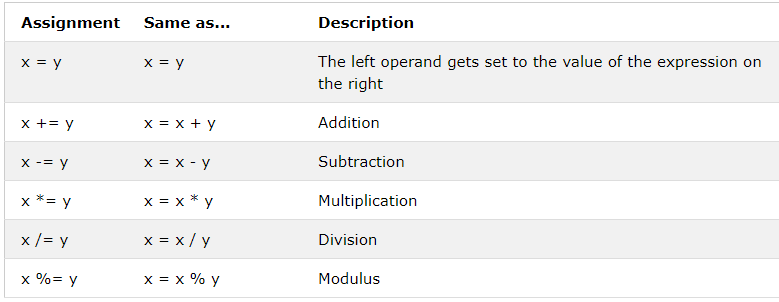 Assignment Same as... Description
x = y x = y The left operand gets set to the value of the expression on
the right
x += y x = x + y Addition
x -= y x = x - y Subtraction
x *= y x = x * y Multiplication
x /= y x = x / y Division
x %= y x = x % y Modulus